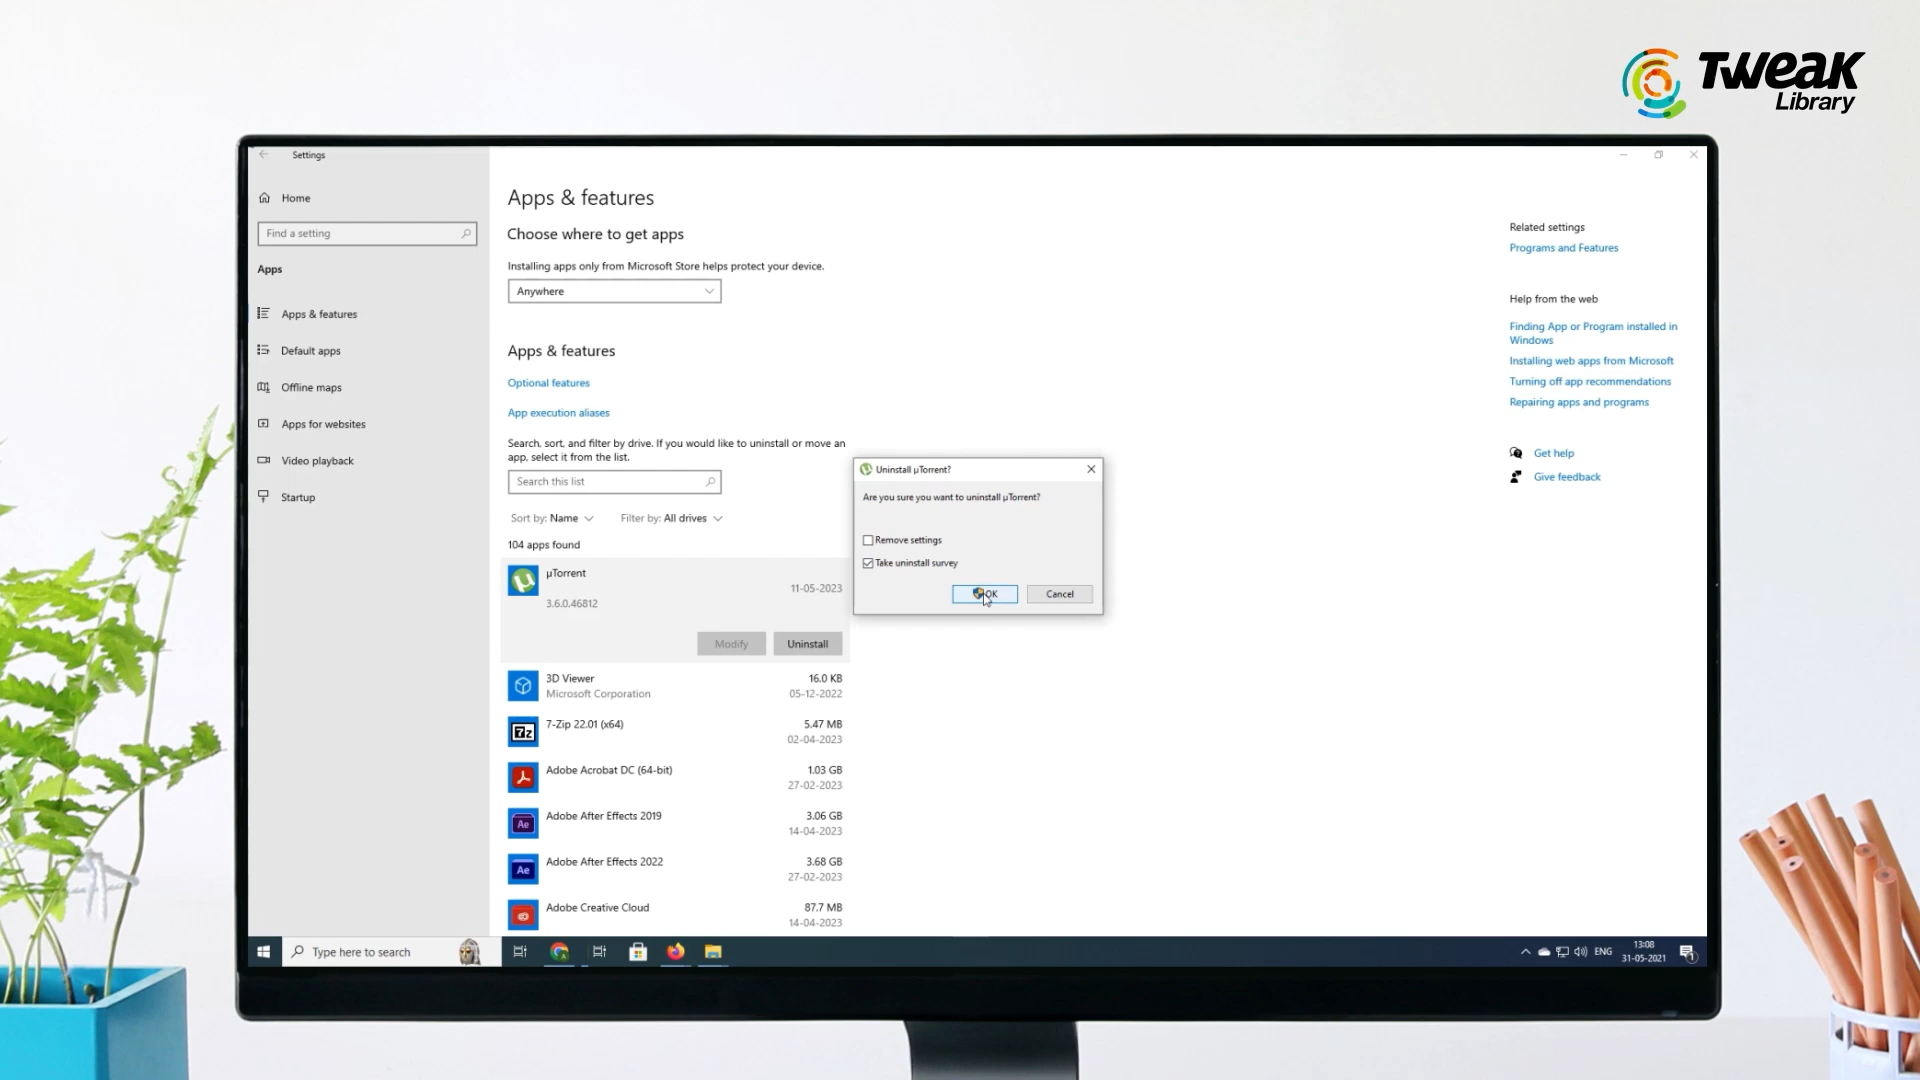 TWEAK
Library
Settings
Home
Find a setting
Apps
Apps & features
Default apps
Offline maps
Apps for websites
Video playback
Startup
Apps & features
Choose where to get apps
Installing apps only from Microsoft Store helps protect your device.
Anywhere
Apps & features
Optional features
App execution aliases
Search, sort, and filter by drive. If you would like to uninstall or move an
app, select it from the list.
Search this list
Sort by: Name
Filter by: All drives
104 apps found
µTorrent
11-05-2023
3.6.0.46812
Modify
Uninstall
3D Viewer
16.0 KB
Microsoft Corporation
05-12-2022
7z
7-Zip 22.01 (x64)
5.47 MB
02-04-2023
Adobe Acrobat DC (64-bit)
1.03 GB
27-02-2023
Ae
Adobe After Effects 2019
3.06 GB
14-04-2023
Ae
Adobe After Effects 2022
3.68 GB
27-02-2023
Adobe Creative Cloud
87.7 MB
14-04-2023
Uninstall µTorrent?
Are you sure you want to uninstall µTorrent?
Remove settings
Take uninstall survey
OK
Cancel
Related settings
Programs and Features
Help from the web
Finding App or Program installed in
Windows
Installing web apps from Microsoft
Turning off app recommendations
Repairing apps and programs
Get help
Give feedback
Type here to search
ENG
13:08
31-05-2021
1